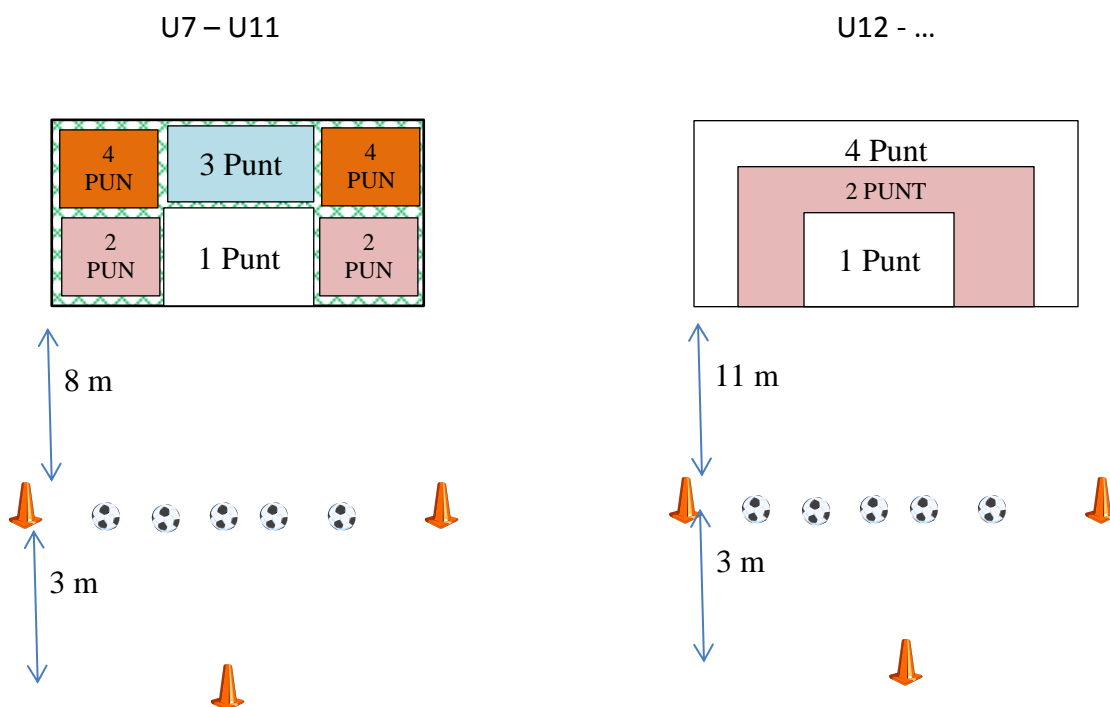 U7 – U11
U12 - ...
4
PUN
3 Punt
4
PUN
2
PUN
1 Punt
2
PUN
4 Punt
2 PUNT
1 Punt
8 m
11 m
3 m
3 m